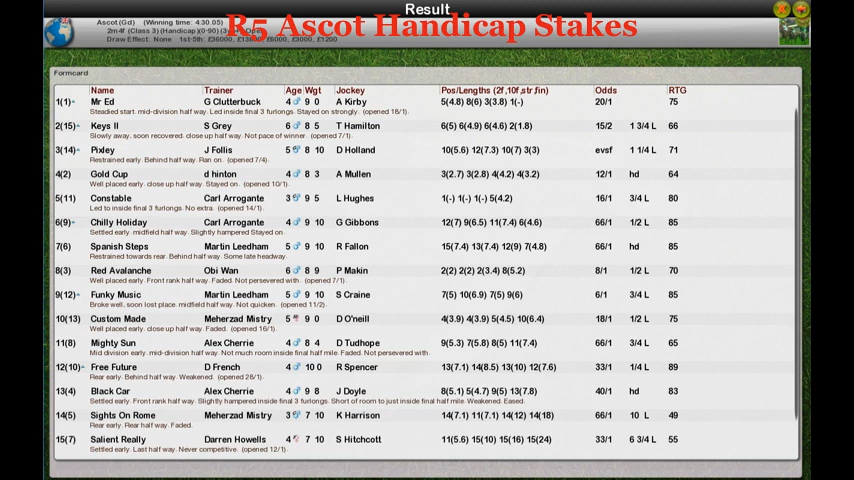 Result
R5 Ascot Handicap Stakes
Ascot(Gd) (Winning time: 4:30.05)
2m4f (Class 3) (Handicap)(0-90)
Draw Effect: None 1st-5th: £36000, £6000, £3000, £1200
Formcard
Name Trainer Age Wgt Jockey Pos/Lengths (2f,10f,str,fin) Odds RTG
1(1) Mr Ed G Clutterbuck 4 9 0 A Kirby 5(4.8) 8(6) 3(3.8) 1(-) 20/1 75
Steadied start. mid-division half way. Led inside final 3 furlongs. Stayed on strongly. (opened 18/1).
2(15) Keys II S Grey 6 8 5 T Hamilton 6(5) 6(4.9) 6(4.6) 2(1.8) 15/2 1 3/4 L 66
Slowly away. soon recovered. close up half way. Not pace of winner. (opened 7/1).
3(14) Pixley J Follis 5 8 10 D Holland 10(5.6) 12(7.3) 10(7) 3(3) evsf 1 1/4 L 71
Restrained early. Behind half way. Ran on. (opened 7/4).
4(2) Gold Cup d hinton 4 8 3 A Mullen 3(2.7) 3(2.8) 4(4.2) 4(3.2) 12/1 hd 64
Well placed early. close up half way. Stayed on. (opened 10/1).
5(11) Constable Carl Arrogante 3 9 5 L Hughes 1(-) 1(-) 1(-) 5(4.2) 16/1 3/4 L 80
Led to inside final 3 furlongs. No extra. (opened 14/1).
6(9) Chilly Holiday Carl Arrogante 4 9 10 G Gibbons 12(7) 9(6.5) 11(7.4) 6(4.6) 66/1 1/2 L 85
Settled early. midfield half way. Slightly hampered Stayed on.
7(6) Spanish Steps Martin Leedham 5 9 10 R Fallon 15(7.4) 13(7.4) 12(9) 7(4.8) 66/1 hd 85
Restrained towards rear. Behind half way. Some late headway.
8(3) Red Avalanche Obi Wan 6 8 9 P Makin 2(2) 2(2) 2(3.4) 8(5.2) 8/1 1/2 L 70
Well placed early. Front rank half way. Faded. Not persevered with. (opened 7/1).
9(12) Funky Music Martin Leedham 5 9 10 S Craine 7(5) 10(6.9) 7(5) 9(6) 6/1 3/4 L 85
Broke well. soon lost place. midfield half way. Not quicken. (opened 11/2).
10(13) Custom Made Meherzad Mistry 5 9 0 D O'neill 4(3.9) 4(3.9) 5(4.5) 10(6.4) 18/1 1/2 L 75
Well placed early. close up half way. Faded. (opened 16/1).
11(8) Mighty Sun Alex Cherrie 4 8 4 D Tudhope 9(5.3) 7(5.8) 8(5) 11(7.4) 66/1 3/4 L 65
Mid division early. mid-division half way. Not much room inside final half mile. Faded. Not persevered with.
12(10) Free Future D French 4 10 0 R Spencer 13(7.1) 14(8.5) 13(10) 12(7.6) 33/1 1/4 L 89
Rear early. Behind half way. Weakened. (opened 28/1).
13(4) Black Car Alex Cherrie 4 9 8 J Doyle 8(5.1) 5(4.7) 9(5) 13(7.8) 40/1 hd 83
Settled early. Front rank half way. Slightly hampered inside final 3 furlongs. Short of room to just inside final half mile. Weakened. Eased.
14(5) Sights On Rome Meherzad Mistry 3 7 10 K Harrison 14(7.1) 11(7.1) 14(12) 14(18) 66/1 10 L 49
Rear early. Rear half way. Faded.
15(7) Salient Really Darren Howells 4 7 10 S Hitchcott 11(5.6) 15(10) 15(16) 15(24) 33/1 6 3/4 L 55
Settled early. Last half way. Never competitive. (opened 12/1).